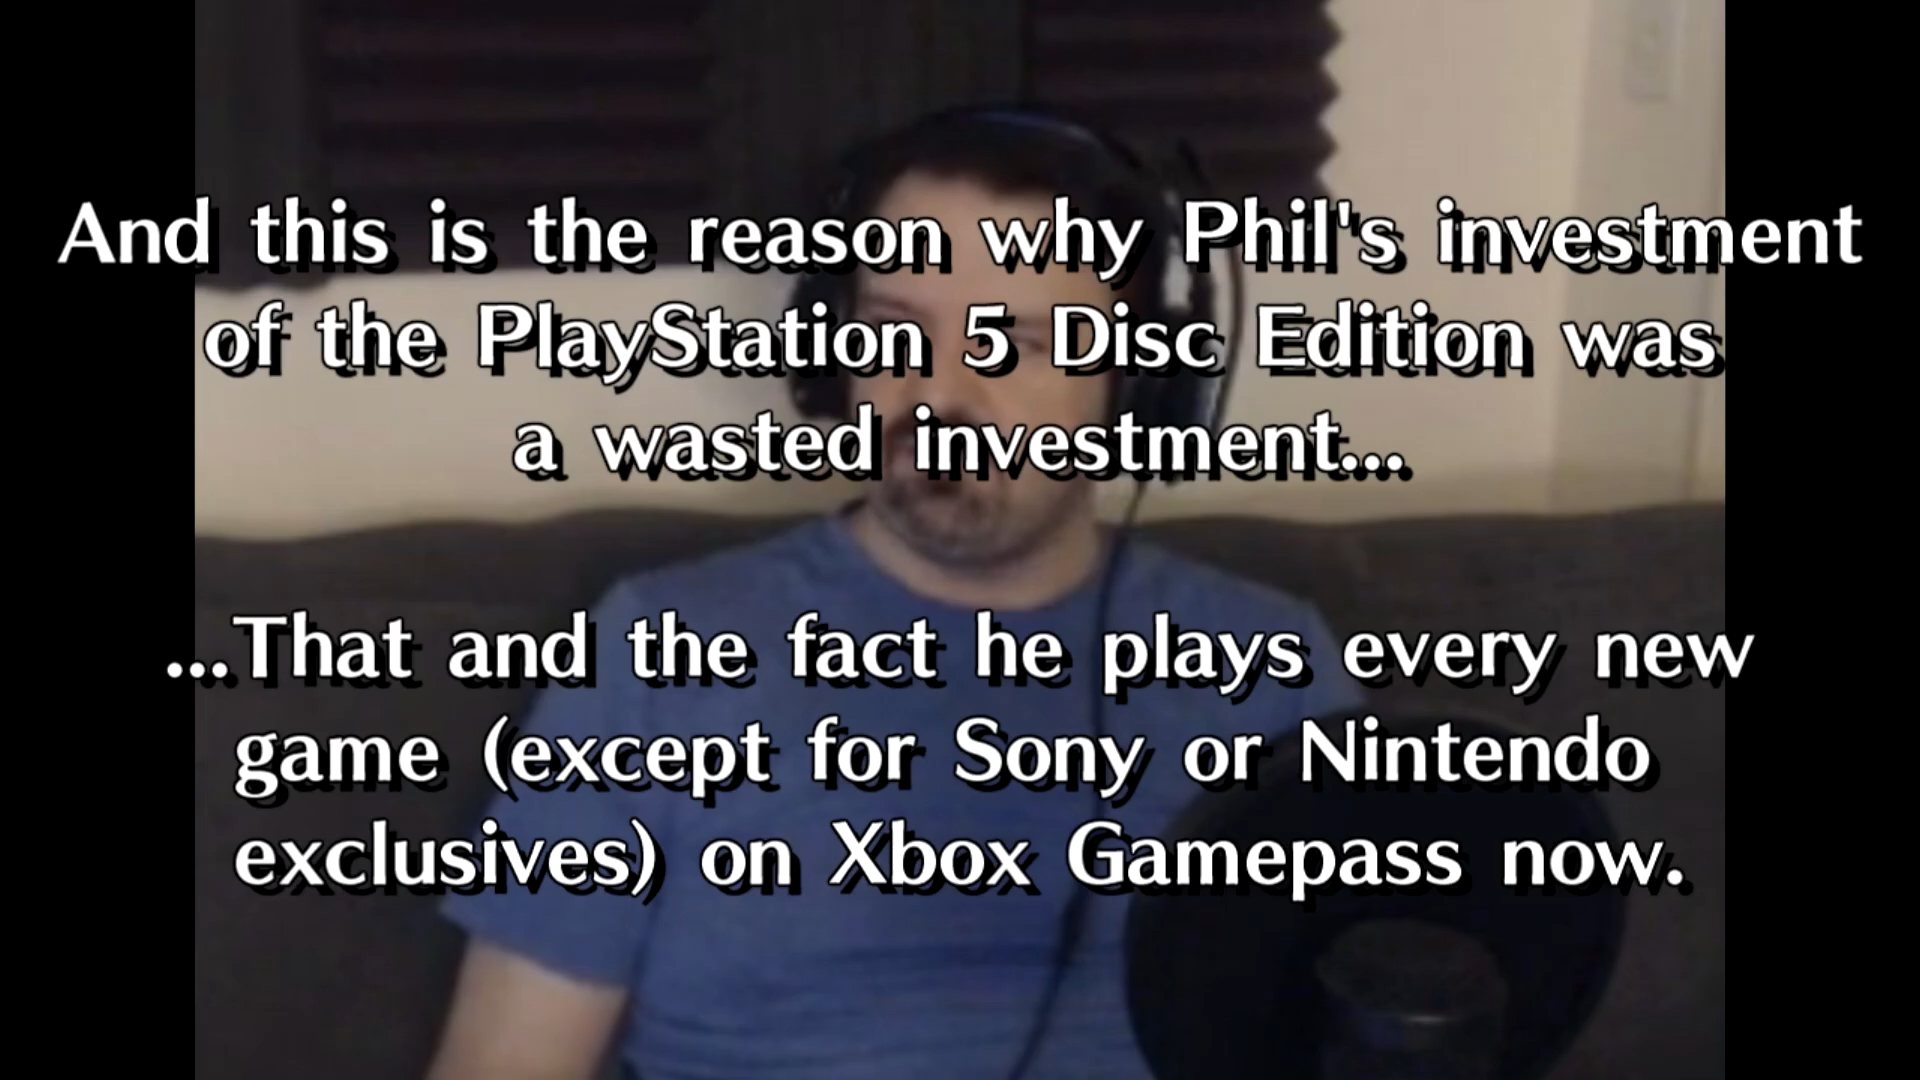 And this is the reason why Phil's investment
of the PlayStation 5 Disc Edition was
a wasted investment...
...That and the fact he plays every new
game (except for Sony or Nintendo
exclusives) on Xbox Gamepass now.